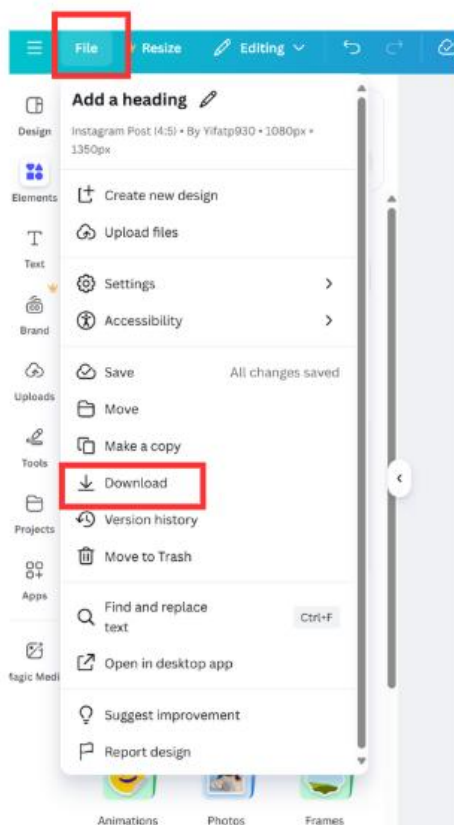 File
Resize
Editing
Add a heading
Instagram Post (4:5) • By Yifatp930 • 1080px •
1350px
Create new design
Upload files
Settings
Accessibility
Save All changes saved
Move
Make a copy
Download
Version history
Move to Trash
Find and replace
text
Ctrl+F
Open in desktop app
Suggest improvement
Report design
Design
Elements
Text
Brand
Uploads
Tools
Projects
Apps
Magic Medi
Animations
Photos
Frames